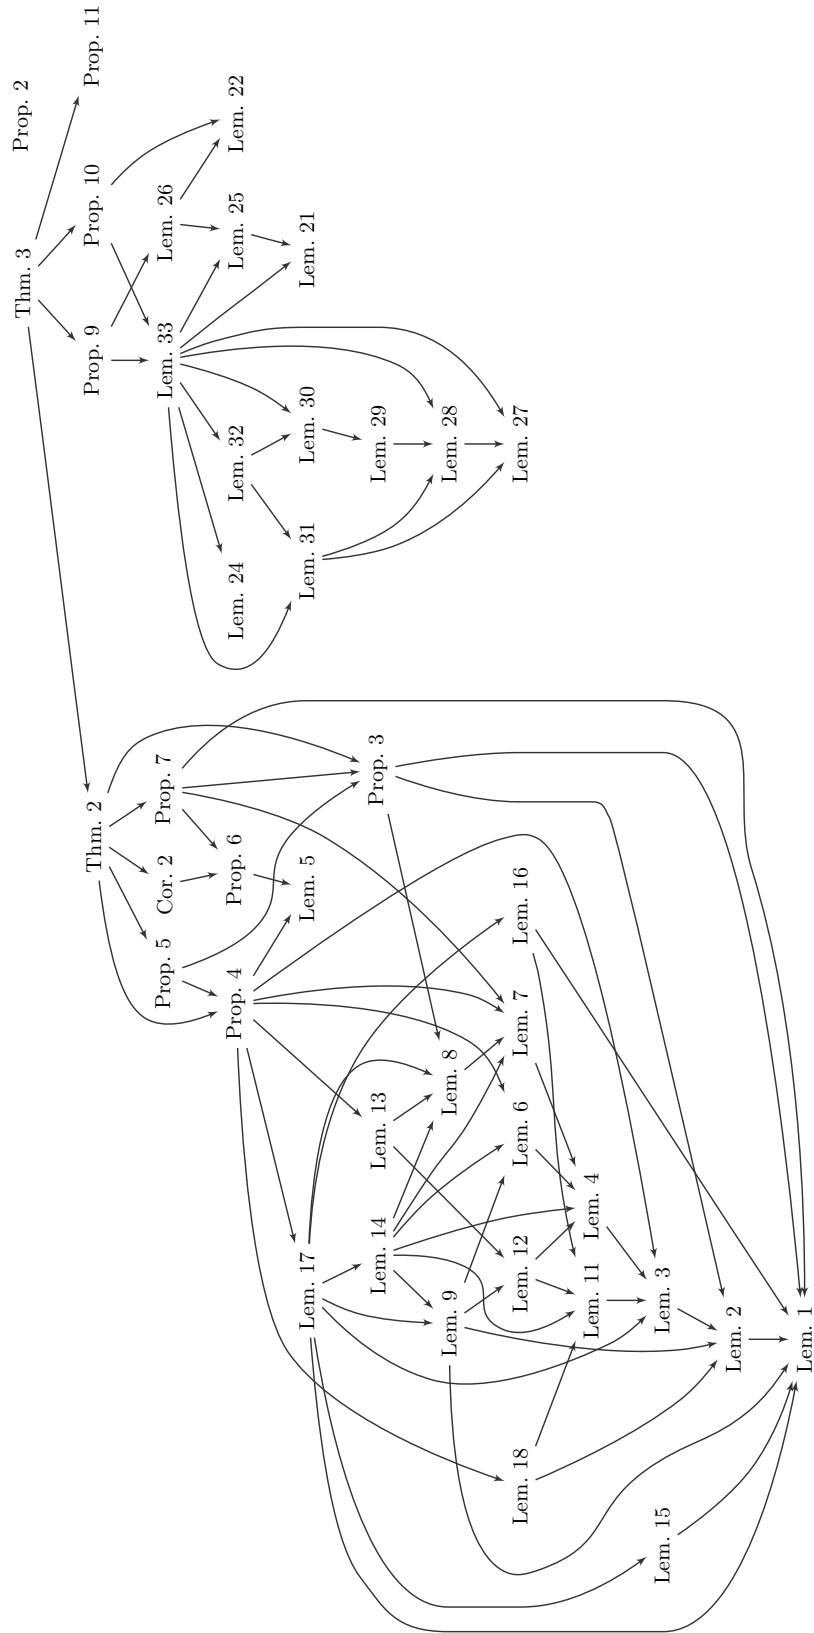 Prop. 2
Thm. 3
Prop. 11
Prop. 10
Prop. 9
Thm. 2
Lem. 26
Lem. 33
Prop. 7
Cor. 2
Prop. 5
Lem. 22
Lem. 25
Lem. 32
Lem. 24
Prop. 6
Prop. 4
Lem. 21
Lem. 30
Lem. 31
Lem. 5
Lem. 17
Lem. 29
Prop. 3
Lem. 13
Lem. 14
Lem. 28
Lem. 8
Lem. 9
Lem. 27
Lem. 16
Lem. 7
Lem. 6
Lem. 12
Lem. 18
Lem. 4
Lem. 11
Lem. 3
Lem. 15
Lem. 2
Lem. 1